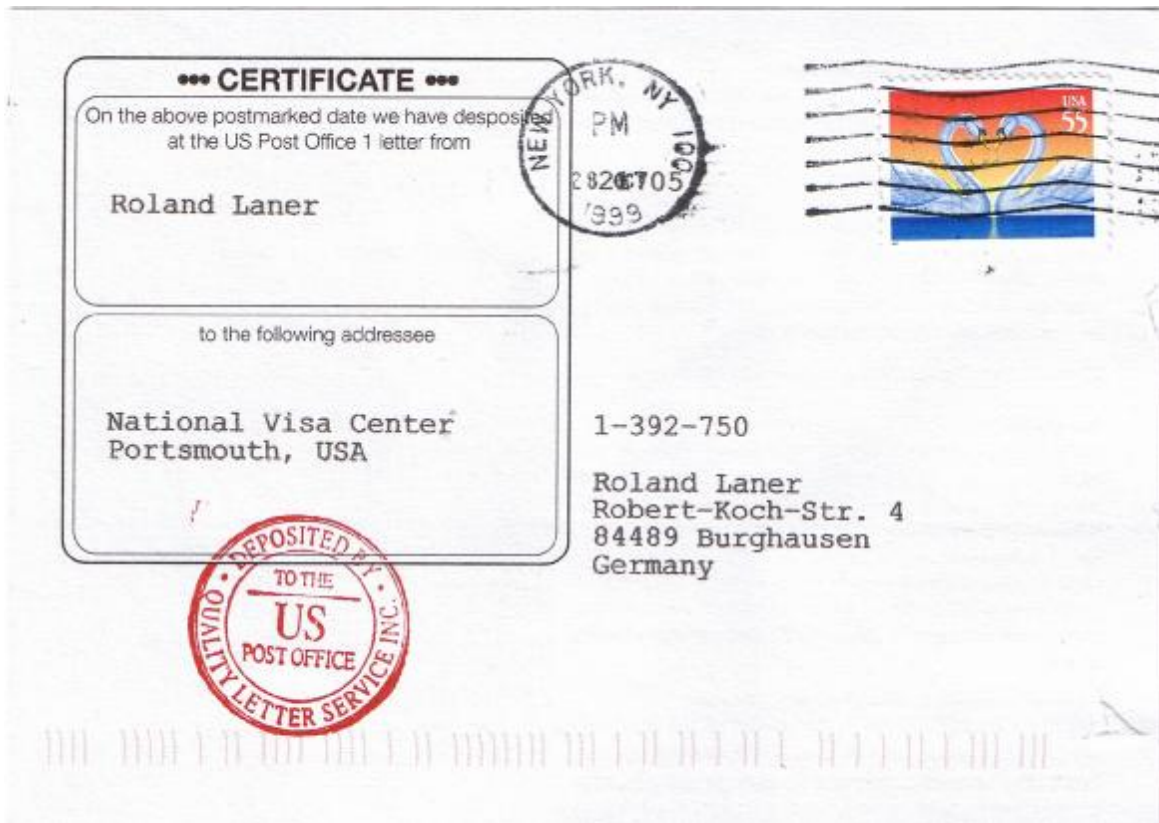 ••• CERTIFICATE •••
On the above postmarked date we have desposited
at the US Post Office 1 letter from
Roland Laner
to the following addressee
National Visa Center
Portsmouth, USA
NEW YORK, NY 100
PM
1999
USA
55
1-392-750
Roland Laner
Robert-Koch-Str. 4
84489 Burghausen
Germany
• DEPOSITED BY •
TO THE
US
POST OFFICE
QUALITY LETTER SERVICE INC.